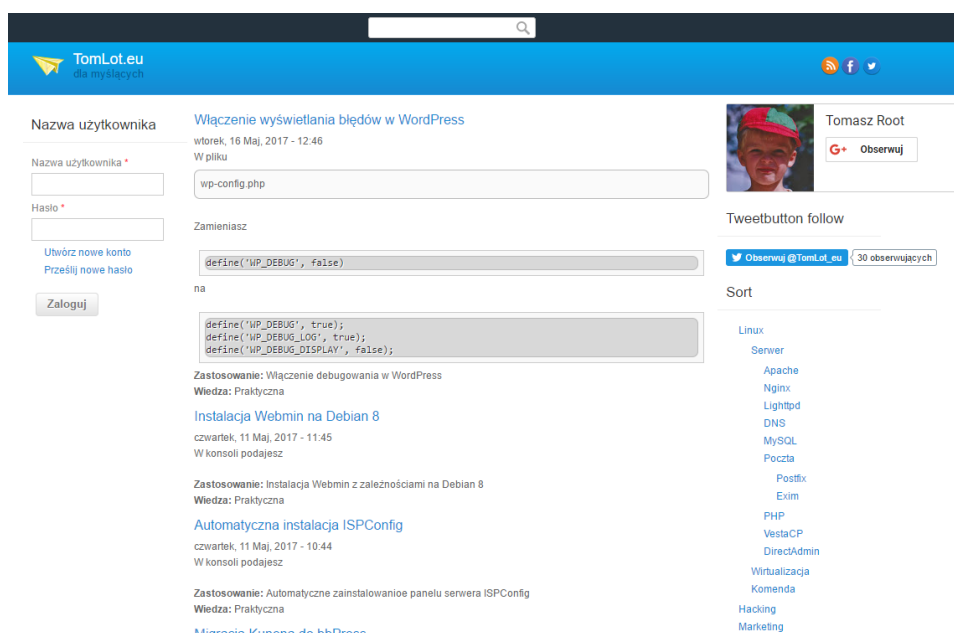 TomLot.eu
dla myślących
Nazwa użytkownika
Nazwa użytkownika *
Hasło *
Utwórz nowe konto
Prześlij nowe hasło
Zaloguj
Włączenie wyświetlania błędów w WordPress
wtorek, 16 Maj, 2017 - 12:46
W pliku
wp-config.php
Zamieniasz
define('WP_DEBUG', false)
na
define('WP_DEBUG', true);
define('WP_DEBUG_LOG', true);
define('WP_DEBUG_DISPLAY', false);
Zastosowanie: Włączenie debugowania w WordPress
Wiedza: Praktyczna
Instalacja Webmin na Debian 8
czwartek, 11 Maj, 2017 - 11:45
W konsoli podajesz
Zastosowanie: Instalacja Webmin z zależnościami na Debian 8
Wiedza: Praktyczna
Automatyczna instalacja ISPConfig
czwartek, 11 Maj, 2017 - 10:44
W konsoli podajesz
Zastosowanie: Automatyczne zainstalowanioe panelu serwera ISPConfig
Wiedza: Praktyczna
Migracja Kunena do bbPress
Tomasz Root
G+ Obserwuj
Tweetbutton follow
Obserwuj @TomLot_eu 30 obserwujących
Sort
Linux
Serwer
Apache
Nginx
Lighttpd
DNS
MySQL
Poczta
Postfix
Exim
PHP
VestaCP
DirectAdmin
Wirtualizacja
Komenda
Hacking
Marketing